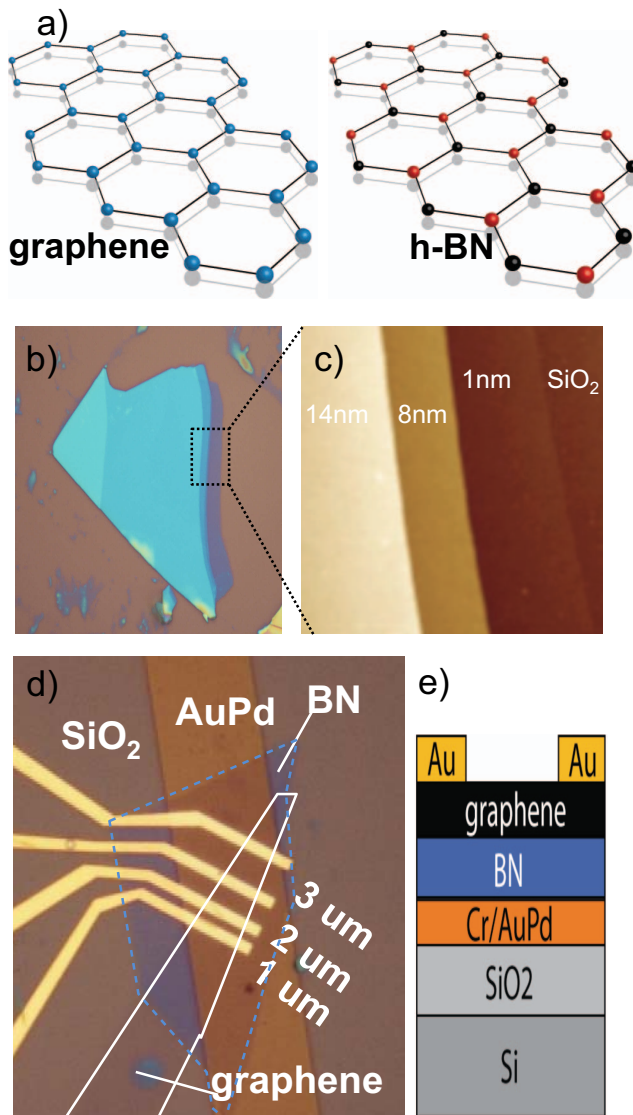 a)
graphene
h-BN
b)
c)
14nm
8nm
1nm
SiO₂
d)
SiO₂
AuPd
BN
3 um
2 um
1 um
graphene
e)
Au
Au
graphene
BN
Cr/AuPd
SiO2
Si